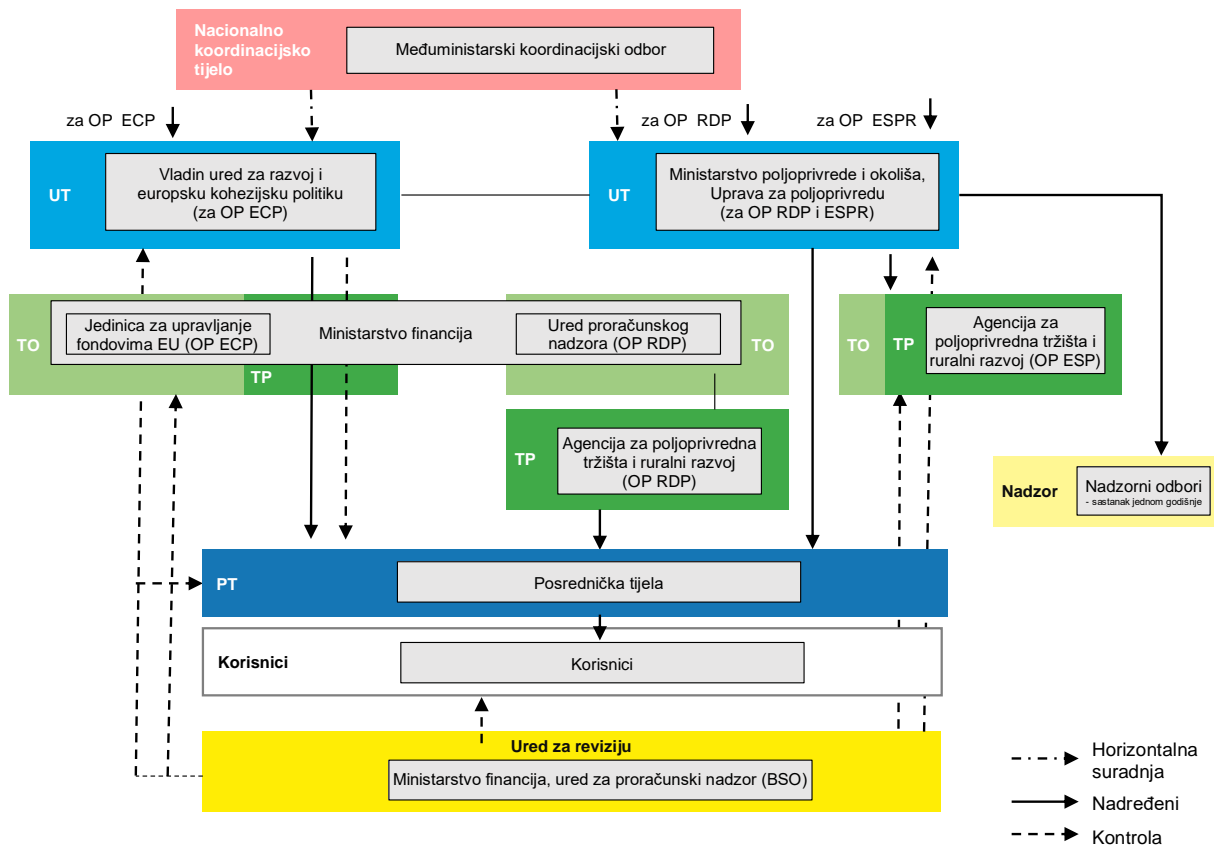 Nacionalno
koordinacijsko
tijelo
Međuministarski koordinacijski odbor
za OP ECP
za OP RDP
za OP ESPR
UT
Vladin ured za razvoj i
europsku kohezijsku politiku
(za OP ECP)
UT
Ministarstvo poljoprivrede i okoliša,
Uprava za poljoprivredu
(za OP RDP i ESPR)
TO
Jedinica za upravljanje
fondovima EU (OP ECP)
TP
Ministarstvo financija
Ured proračunskog
nadzora (OP RDP)
TO
TO
TP
Agencija za
poljoprivredna tržišta i
ruralni razvoj (OP ESP)
TP
Agencija za poljoprivredna
tržišta i ruralni razvoj
(OP RDP)
Nadzor
Nadzorni odbori
- sastanak jednom godišnje
PT
Posrednička tijela
Korisnici
Korisnici
Ured za reviziju
Ministarstvo financija, ured za proračunski nadzor (BSO)
Horizontalna
suradnja
Nadređeni
Kontrola